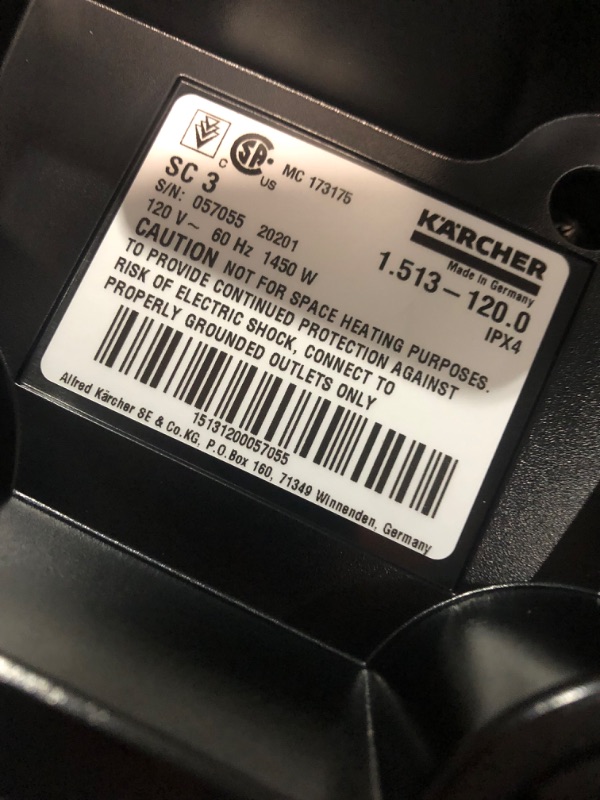 C US
MC 173175
SC 3
S/N: 057055 20201
120 V~ 60 Hz 1450 W
KÄRCHER
Made in Germany
1.513-120.0
IPX4
CAUTION NOT FOR SPACE HEATING PURPOSES.
TO PROVIDE CONTINUED PROTECTION AGAINST
RISK OF ELECTRIC SHOCK, CONNECT TO
PROPERLY GROUNDED OUTLETS ONLY
15131200057055
Alfred Kärcher SE & Co.KG, P.O.Box 160, 71349 Winnenden, Germany